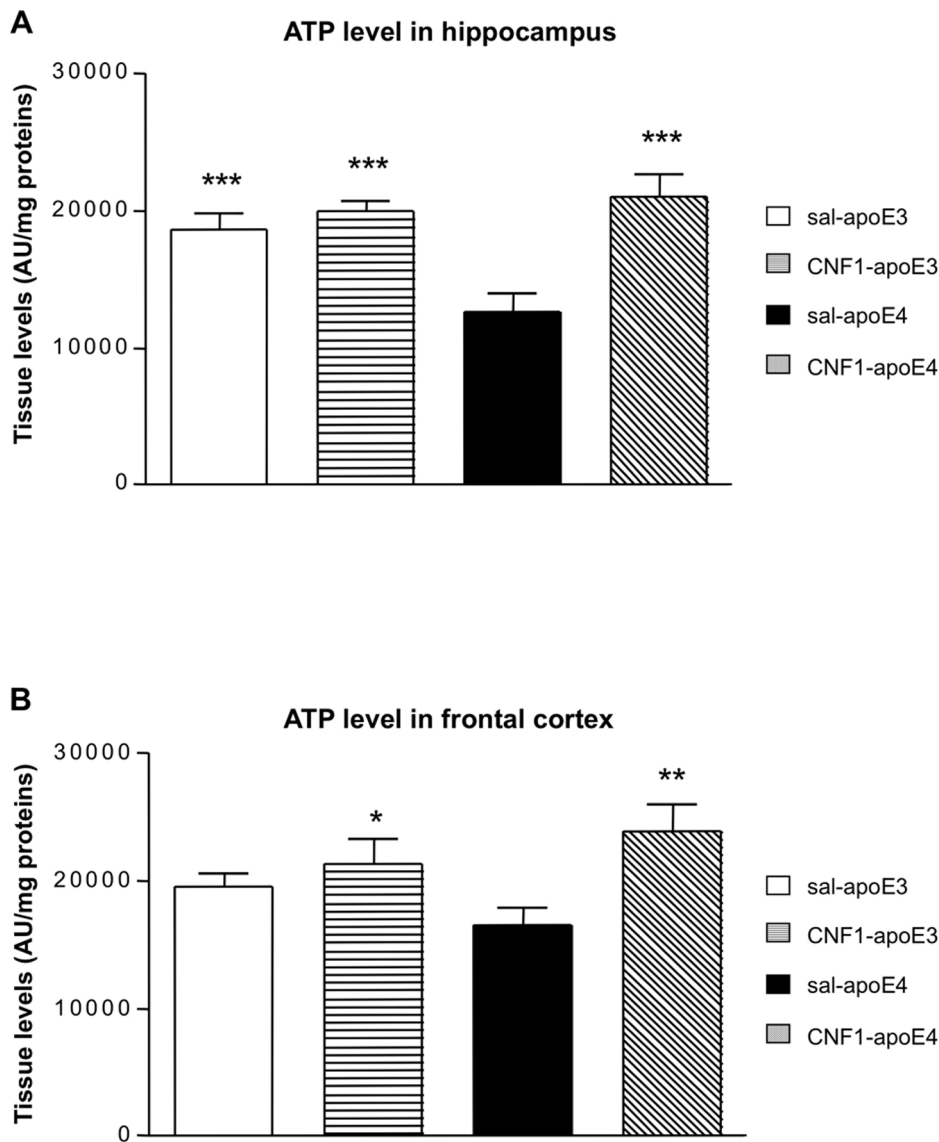 A
ATP level in hippocampus
Tissue levels (AU/mg proteins)
30000
20000
10000
0
***
***
***
sal-apoE3
CNF1-apoE3
sal-apoE4
CNF1-apoE4
B
ATP level in frontal cortex
Tissue levels (AU/mg proteins)
30000
20000
10000
0
*
**
sal-apoE3
CNF1-apoE3
sal-apoE4
CNF1-apoE4